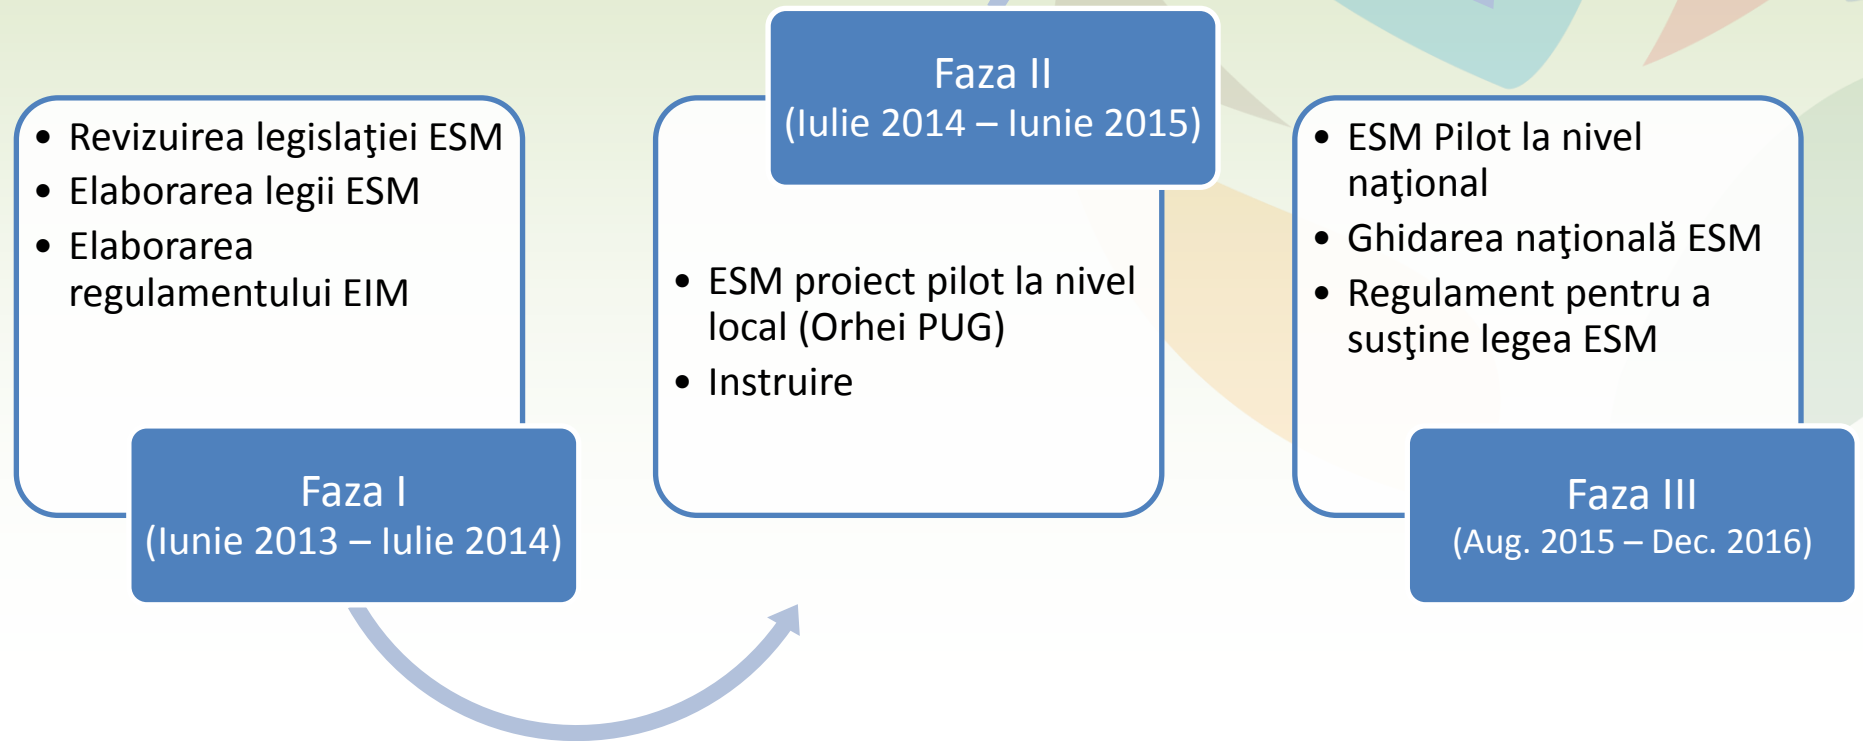 • Revizuirea legislaţiei ESM
• Elaborarea legii ESM
• Elaborarea
regulamentului EIM
Faza I
(Iunie 2013 – Iulie 2014)
Faza II
(Iulie 2014 – Iunie 2015)
• ESM proiect pilot la nivel
local (Orhei PUG)
• Instruire
• ESM Pilot la nivel
naţional
• Ghidarea naţională ESM
• Regulament pentru a
susţine legea ESM
Faza III
(Aug. 2015 – Dec. 2016)